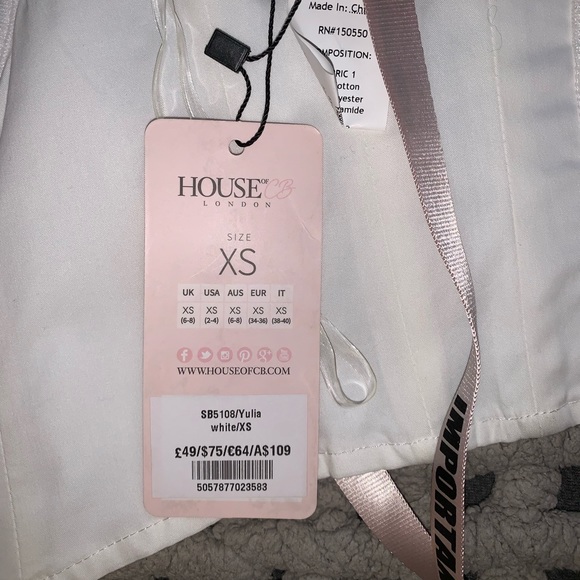 Made In: Chi
RN#150550
MPOSITION:
RIC 1
otton
yester
amide
HOUSE OF CB
LONDON
SIZE
XS
UK USA AUS EUR IT
XS XS XS XS XS
(6-8) (2-4) (6-8) (34-36) (38-40)
WWW.HOUSEOFCB.COM
SB5108/Yulia
white/XS
£49/$75/€64/A$109
5057877023583
IMPORTA